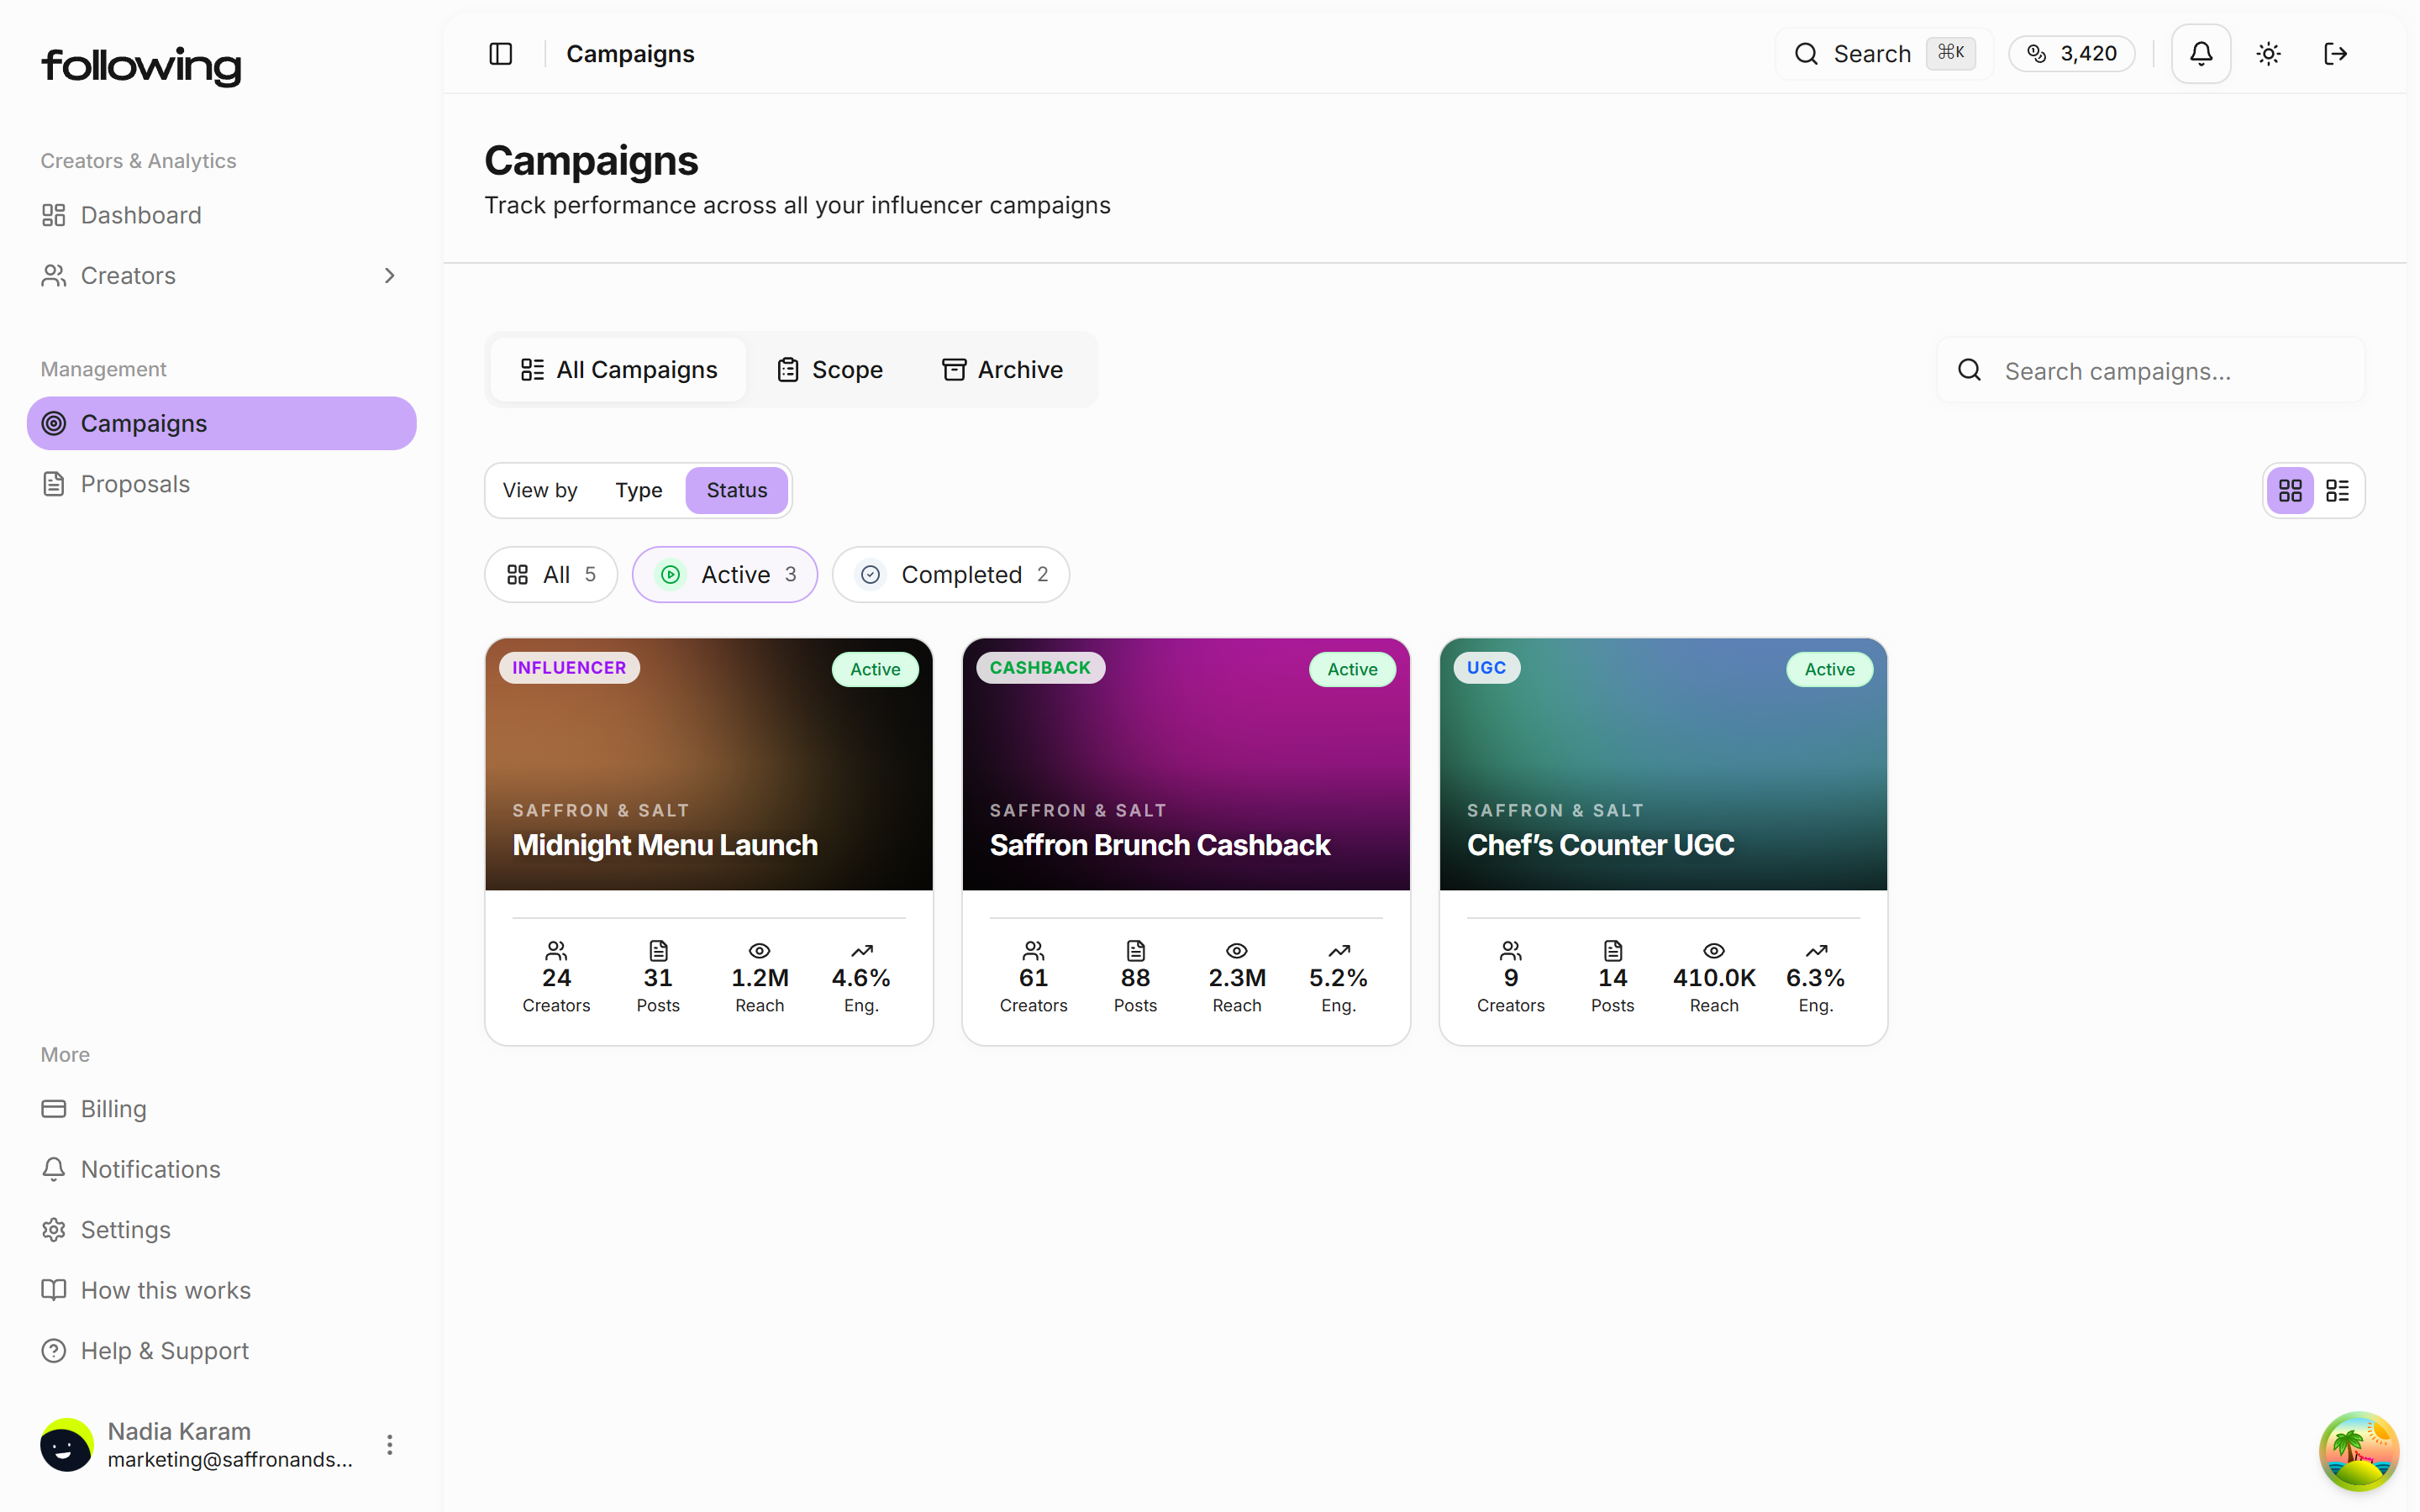 following
Creators & Analytics
Dashboard
Creators
Management
Campaigns
Proposals
More
Billing
Notifications
Settings
How this works
Help & Support
Nadia Karam
marketing@saffronands...
Campaigns
Search ⌘K
3,420
Campaigns
Track performance across all your influencer campaigns
All Campaigns
Scope
Archive
Search campaigns...
View by
Type
Status
All 5
Active 3
Completed 2
INFLUENCER
Active
SAFFRON & SALT
Midnight Menu Launch
24
Creators
31
Posts
1.2M
Reach
4.6%
Eng.
CASHBACK
Active
SAFFRON & SALT
Saffron Brunch Cashback
61
Creators
88
Posts
2.3M
Reach
5.2%
Eng.
UGC
Active
SAFFRON & SALT
Chef’s Counter UGC
9
Creators
14
Posts
410.0K
Reach
6.3%
Eng.